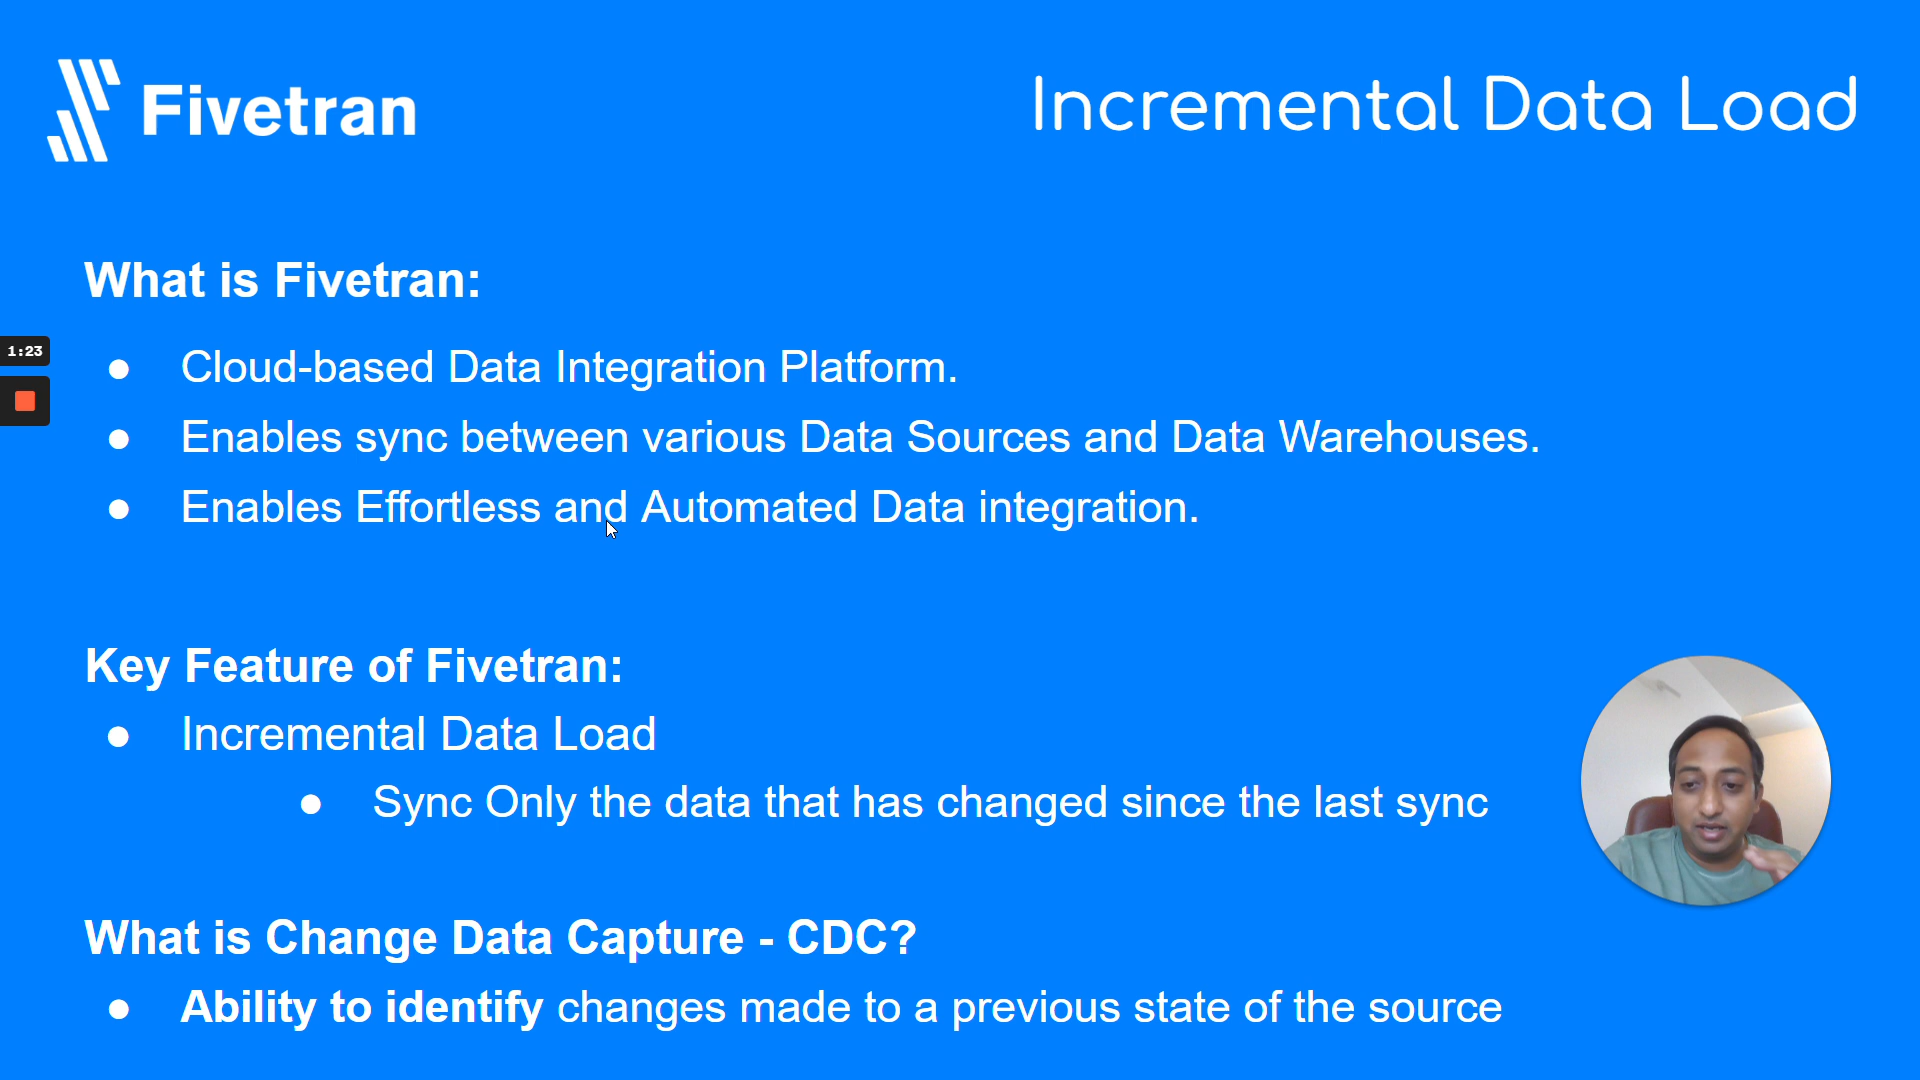 Fivetran
Incremental Data Load
What is Fivetran:
1:23
● Cloud-based Data Integration Platform.
● Enables sync between various Data Sources and Data Warehouses.
● Enables Effortless and Automated Data integration.
Key Feature of Fivetran:
● Incremental Data Load
● Sync Only the data that has changed since the last sync
What is Change Data Capture - CDC?
● Ability to identify changes made to a previous state of the source